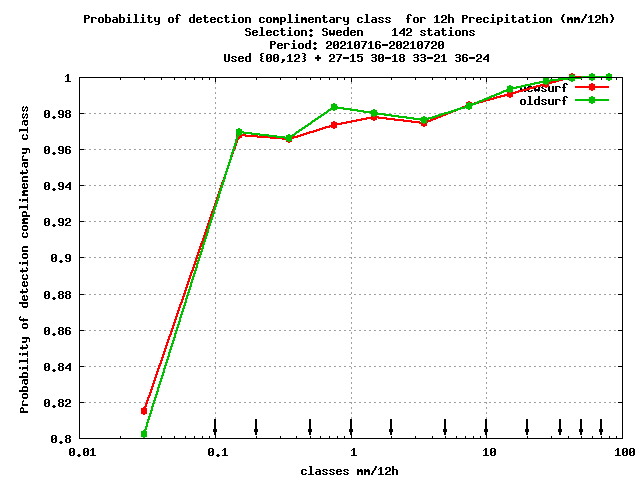 Probability of detection complimentary class  for 12h Precipitation (mm/12h)
Selection: Sweden    142 stations
Period: 20210716-20210720
Used {00,12} + 27-15 30-18 33-21 36-24
Probability of detection complimentary class
1
0.98
0.96
0.94
0.92
0.9
0.88
0.86
0.84
0.82
0.8
newsurf
oldsurf
0.01
0.1
1
10
100
classes mm/12h